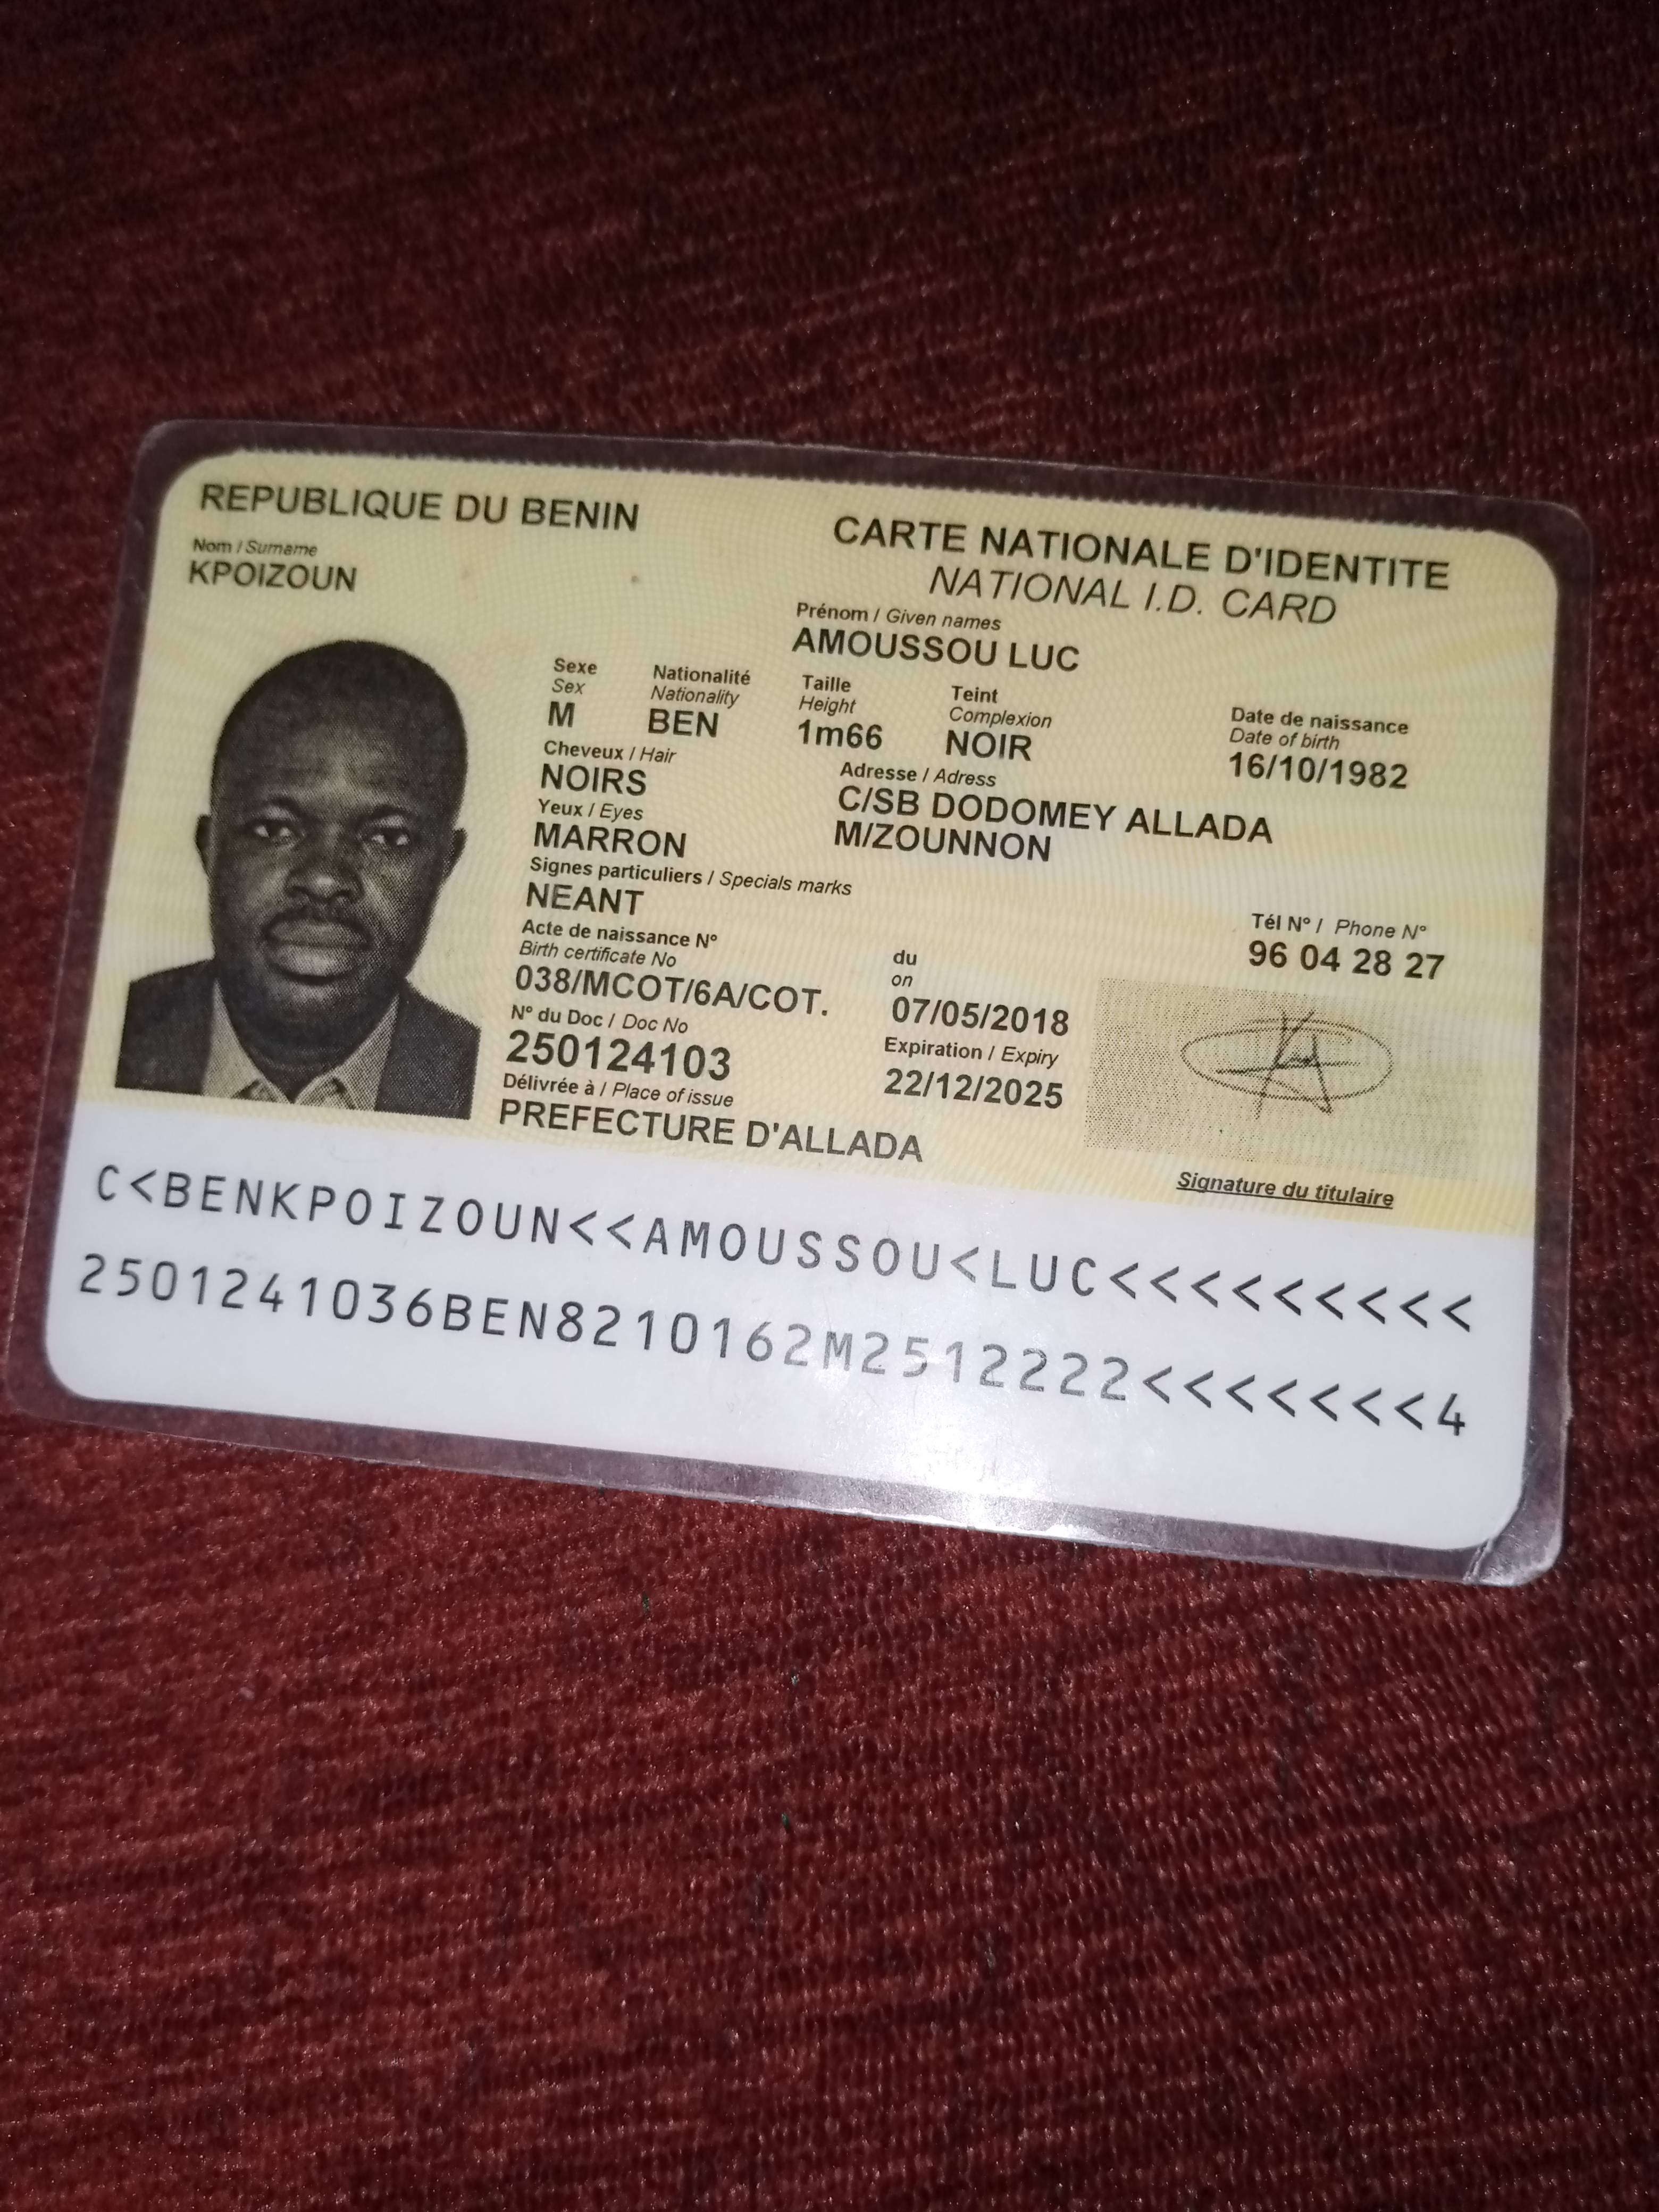 REPUBLIQUE DU BENIN
CARTE NATIONALE D'IDENTITE
NATIONAL I.D. CARD
Nom / Surname
KPOIZOUN
Prénom / Given names
AMOUSSOU LUC
Sexe Nationalité Taille Teint Date de naissance
Sex Nationality Height Complexion Date of birth
M BEN 1m66 NOIR 16/10/1982
Cheveux / Hair Adresse / Adress
NOIRS C/SB DODOMEY ALLADA
Yeux / Eyes M/ZOUNNON
MARRON
Signes particuliers / Specials marks
NEANT
Tél N° / Phone N°
96 04 28 27
Acte de naissance N° du
Birth certificate No on
038/MCOT/6A/COT. 07/05/2018
N° du Doc / Doc No Expiration / Expiry
250124103 22/12/2025
Délivrée à / Place of issue
PREFECTURE D'ALLADA
Signature du titulaire
C<BENKPOIZOUN<<AMOUSSOU<LUC<<<<<<<<<
2501241036BEN8210162M2512222<<<<<<<4